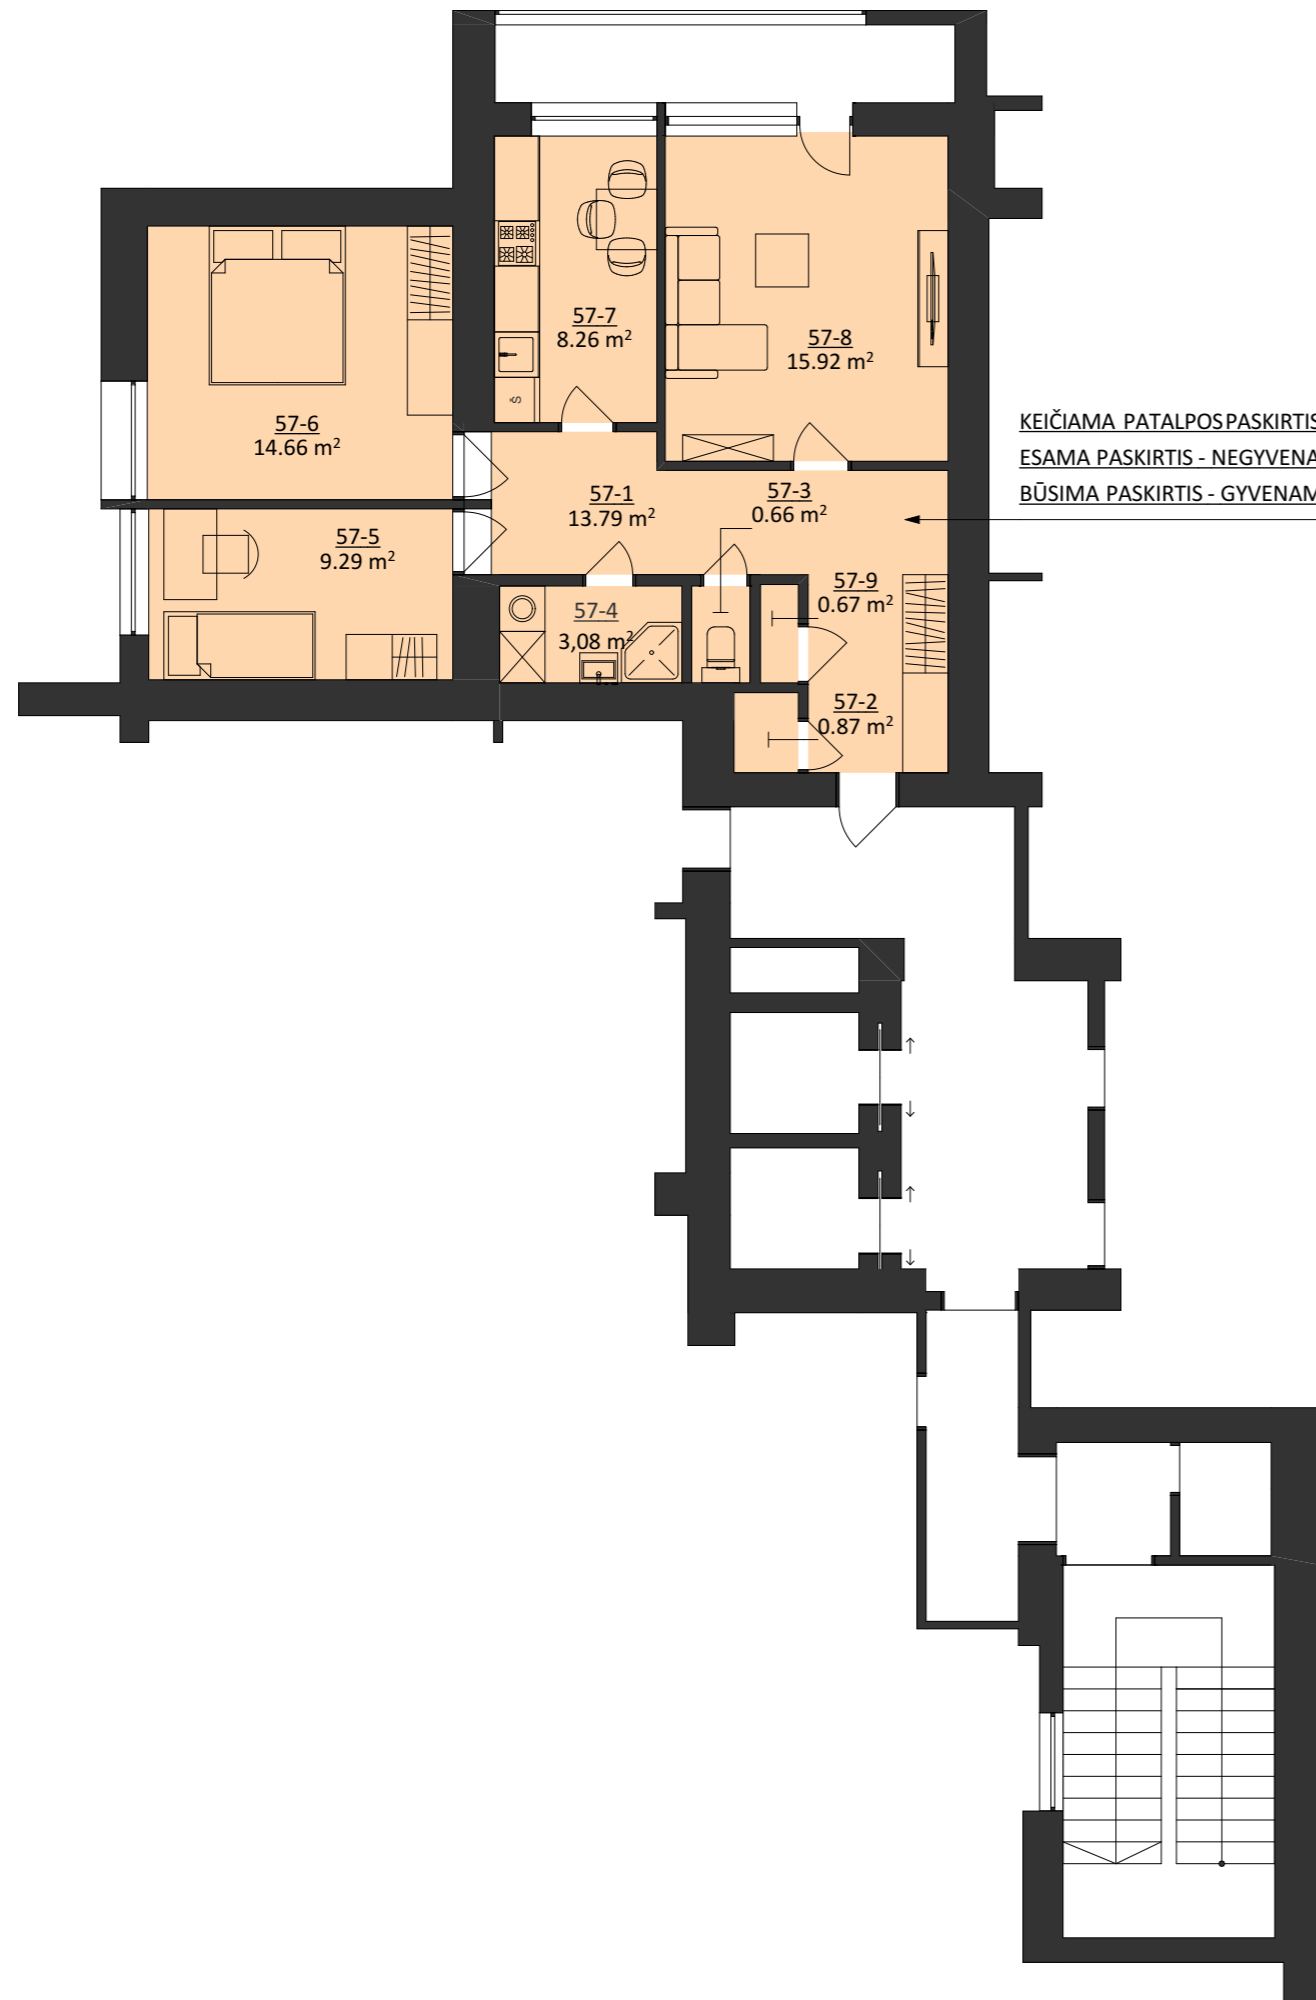 57-7
8.26 m²
57-8
15.92 m²
57-6
14.66 m²
KEIČIAMA PATALPOS PASKIRTIS
ESAMA PASKIRTIS - NEGYVENA
BŪSIMA PASKIRTIS - GYVENAM
57-1
13.79 m²
57-3
0.66 m²
57-5
9.29 m²
57-9
0.67 m²
57-4
3,08 m²
57-2
0.87 m²
Š